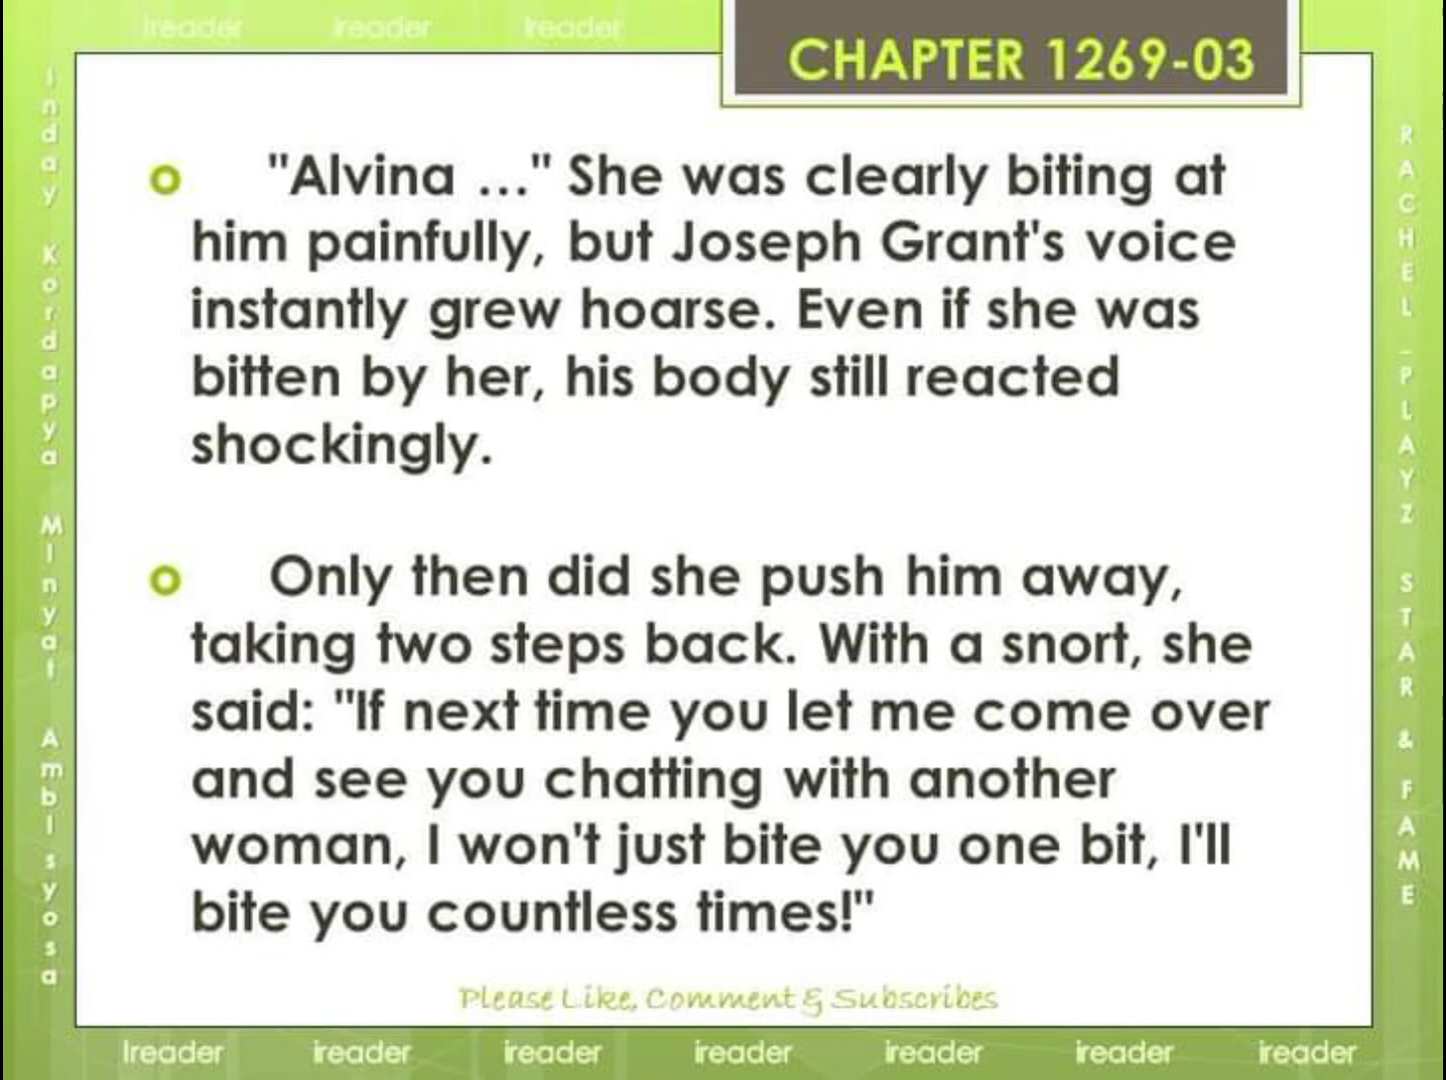 Ireader ireader ireader
CHAPTER 1269-03
"Alvina ..." She was clearly biting at
him painfully, but Joseph Grant's voice
instantly grew hoarse. Even if she was
bitten by her, his body still reacted
shockingly.
Only then did she push him away,
taking two steps back. With a snort, she
said: "If next time you let me come over
and see you chatting with another
woman, I won't just bite you one bit, I'll
bite you countless times!"
Please Like, Comment & Subscribes
Ireader ireader ireader ireader ireader ireader ireader
Inday Kordapya MInyat AmbIsyosa
RACHEL_PLAYZ STAR & FAME